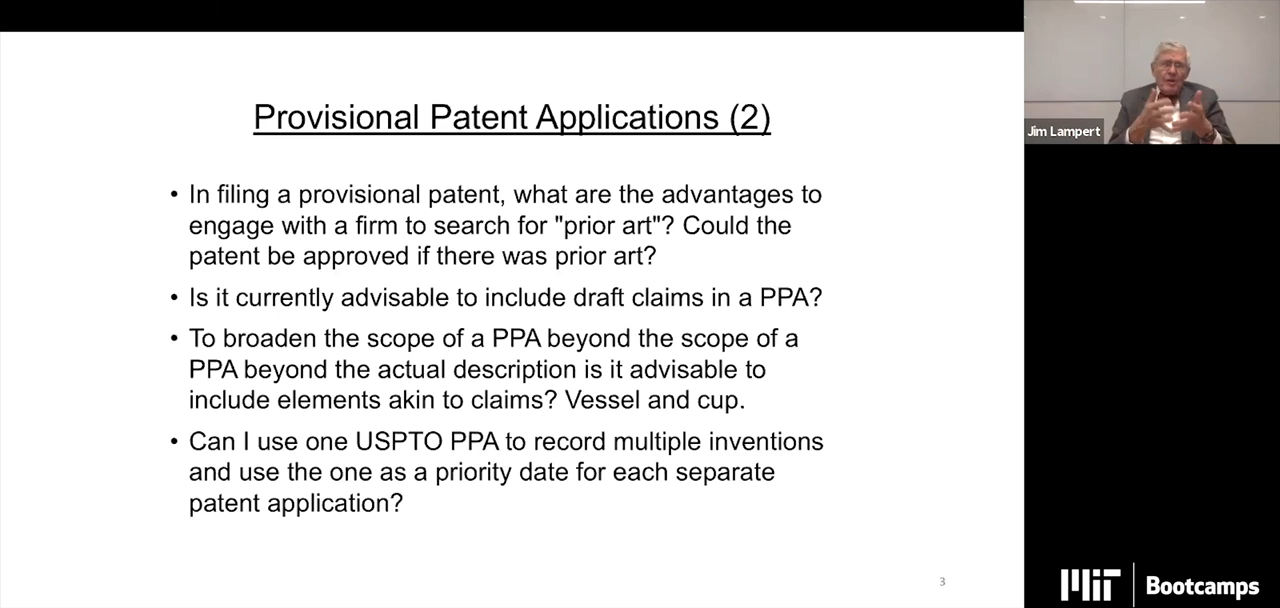 Provisional Patent Applications (2)
• In filing a provisional patent, what are the advantages to
engage with a firm to search for "prior art"? Could the
patent be approved if there was prior art?
• Is it currently advisable to include draft claims in a PPA?
• To broaden the scope of a PPA beyond the scope of a
PPA beyond the actual description is it advisable to
include elements akin to claims? Vessel and cup.
• Can I use one USPTO PPA to record multiple inventions
and use the one as a priority date for each separate
patent application?
3
Jim Lampert
MIT Bootcamps